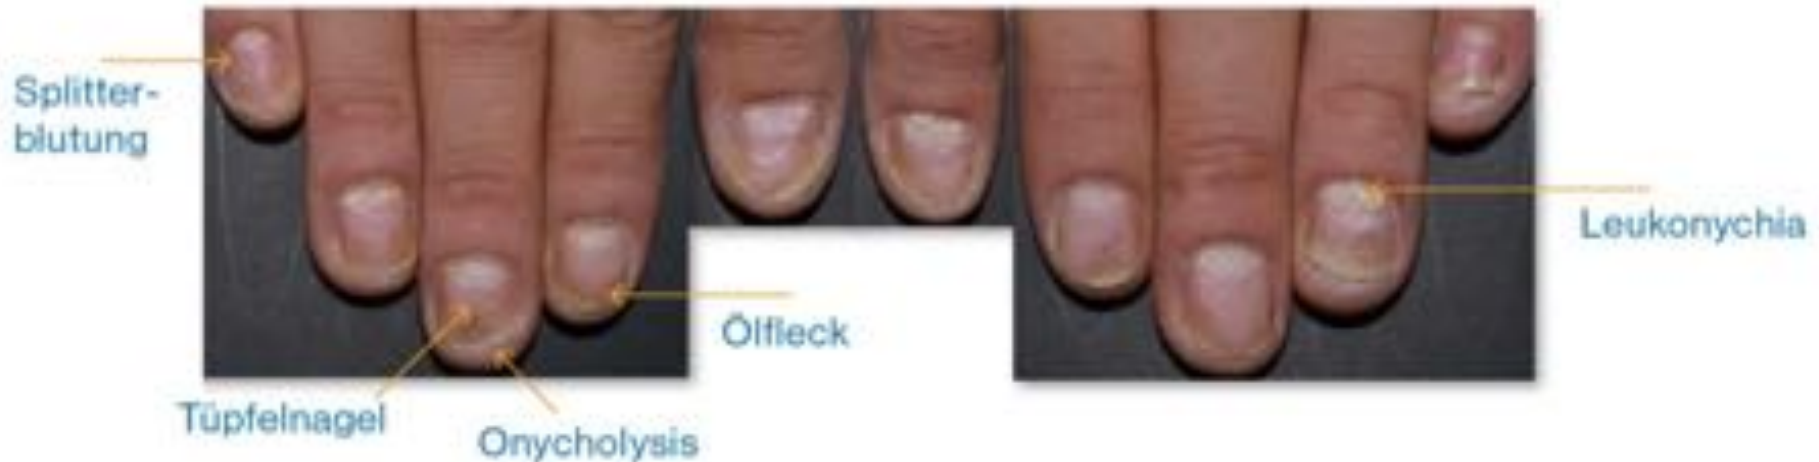 Splitter-
blutung
Leukonychia
Ölfleck
Tüpfelnagel
Onycholysis